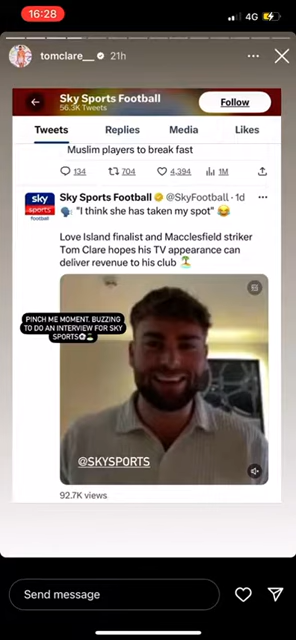 16:28
4G
tomclare__ 21h
Sky Sports Football
56.3K Tweets
Follow
Tweets Replies Media Likes
Muslim players to break fast
134 704 4,394 1M
sky
sports
football
Sky Sports Football @SkyFootball · 1d
🗣️ "I think she has taken my spot" 😂
Love Island finalist and Macclesfield striker
Tom Clare hopes his TV appearance can
deliver revenue to his club 🏝️
PINCH ME MOMENT. BUZZING
TO DO AN INTERVIEW FOR SKY
SPORTS
@SKYSPORTS
92.7K views
Send message